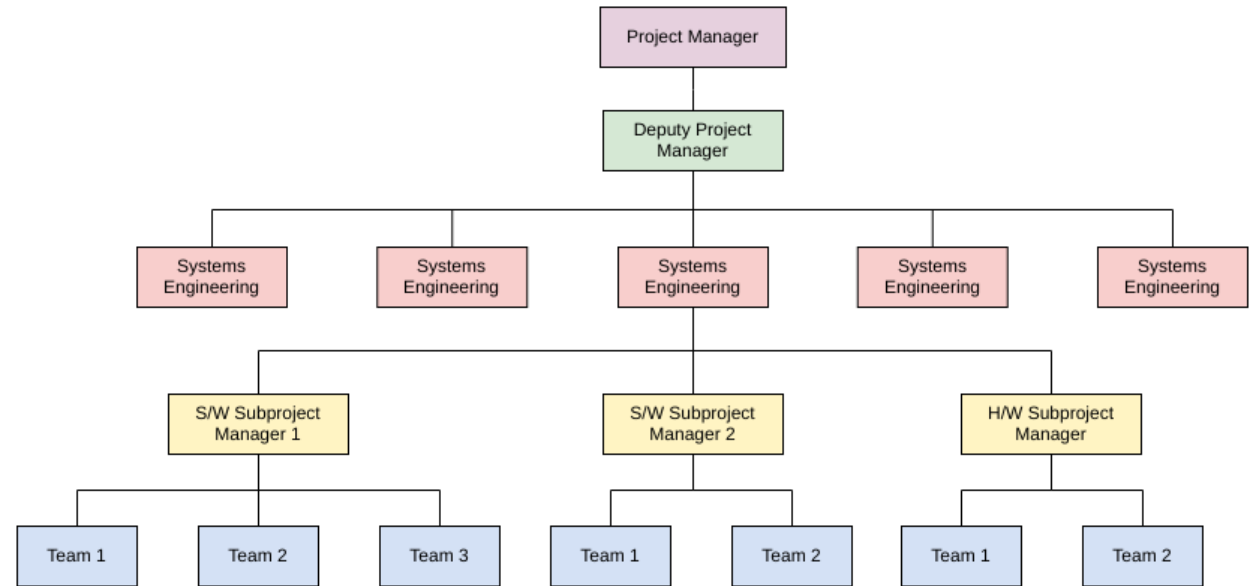 Project Manager
Deputy Project
Manager
Systems
Engineering
Systems
Engineering
Systems
Engineering
Systems
Engineering
Systems
Engineering
S/W Subproject
Manager 1
S/W Subproject
Manager 2
H/W Subproject
Manager
Team 1
Team 2
Team 3
Team 1
Team 2
Team 1
Team 2